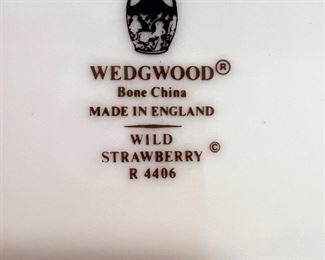 WEDGWOOD®
Bone China
MADE IN ENGLAND
WILD
STRAWBERRY ©
R 4406